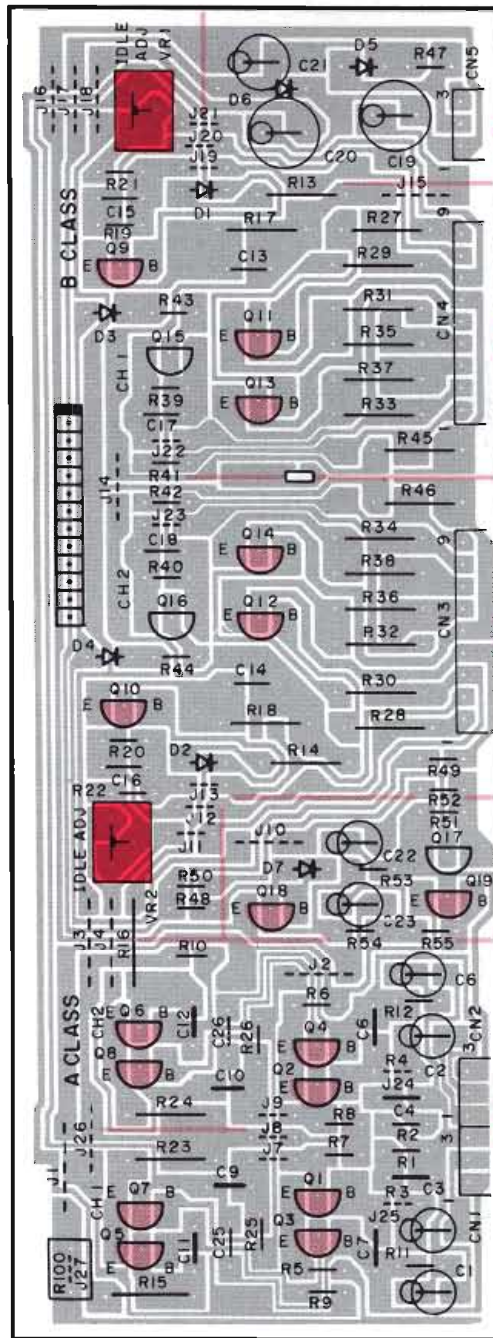 IDLE
ADJ
VR1
J16
J17
J18
C21
D5
R47
CN5
3
D6
J21
J20
J19
C20
C19
1
R21
C15
R19
D1
R13
J15
9
B CLASS
Q9
E B
R17
R27
C13
R29
D3
R43
Q11
E B
R31
CN4
CH1
Q15
R35
Q13
E B
R37
R39
R33
C17
J22
R45
1
R41
J14
R42
R46
J23
C18
R40
Q14
E B
R34
9
R38
CH2
Q16
Q12
E B
R36
CN3
R32
D4
R44
C14
R30
Q10
E B
R18
R28
R20
D2
R14
1
R49
R22
C16
J13
R52
IDLE ADJ
J12
R51
J11
J10
C22
Q17
D7
R50
R53
Q19
R48
Q18
E B
E B
VR2
C23
J3
J4
R16
R54
R55
R10
J2
A CLASS
R6
C6
CH2
Q6
E B
C12
C26
R26
Q4
E B
C6
R12
CN2
Q8
E B
C2
3
Q2
E B
R4
C10
J24
R24
J9
C4
J26
J8
R8
1
R23
J7
R7
R2
3
J1
R1
C9
CH1
Q7
E B
Q1
E B
R3
C3
1
J25
CN1
Q5
E B
C11
C25
R25
Q3
E B
C7
R11
R100
J27
R5
C1
R15
R9